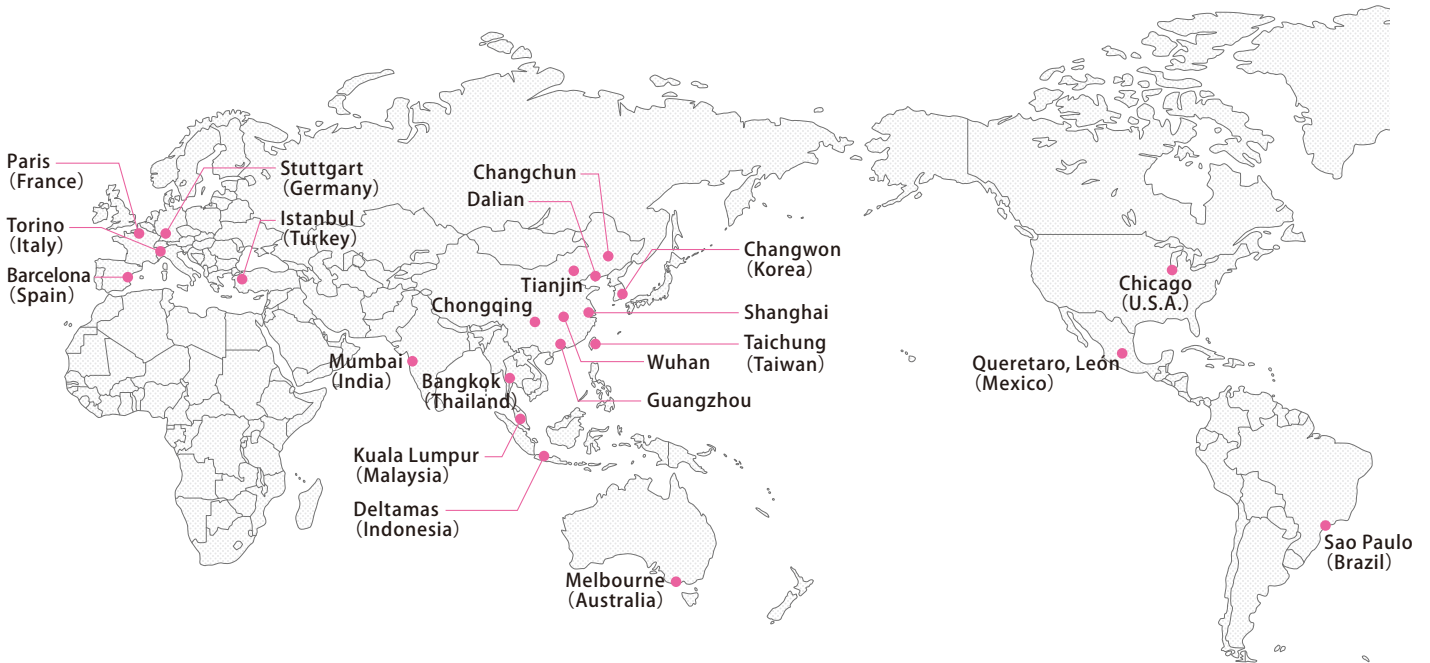 Paris
(France)
Stuttgart
(Germany)
Torino
(Italy)
Istanbul
(Turkey)
Barcelona
(Spain)
Changchun
Dalian
Changwon
(Korea)
Tianjin
Chongqing
Shanghai
Taichung
(Taiwan)
Wuhan
Guangzhou
Mumbai
(India)
Bangkok
(Thailand)
Kuala Lumpur
(Malaysia)
Deltamas
(Indonesia)
Melbourne
(Australia)
Chicago
(U.S.A.)
Queretaro, León
(Mexico)
Sao Paulo
(Brazil)